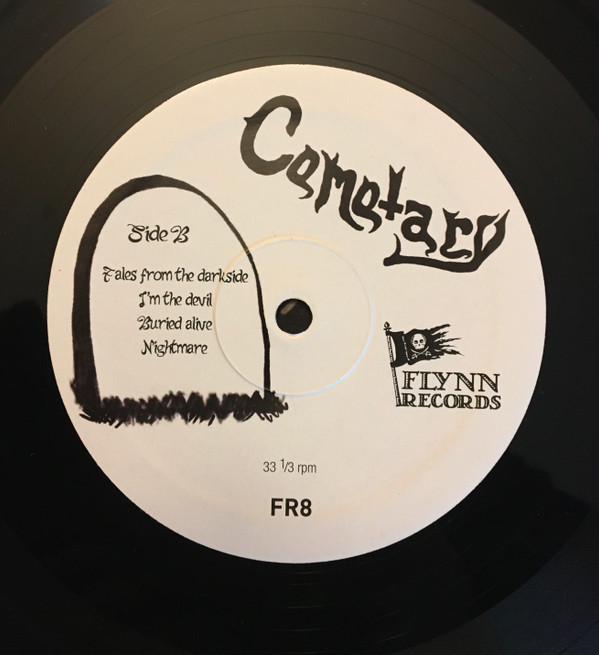 Cemetary
Side B
Tales from the darkside
I'm the devil
Buried alive
Nightmare
FLYNN
RECORDS
33 1/3 rpm
FR8